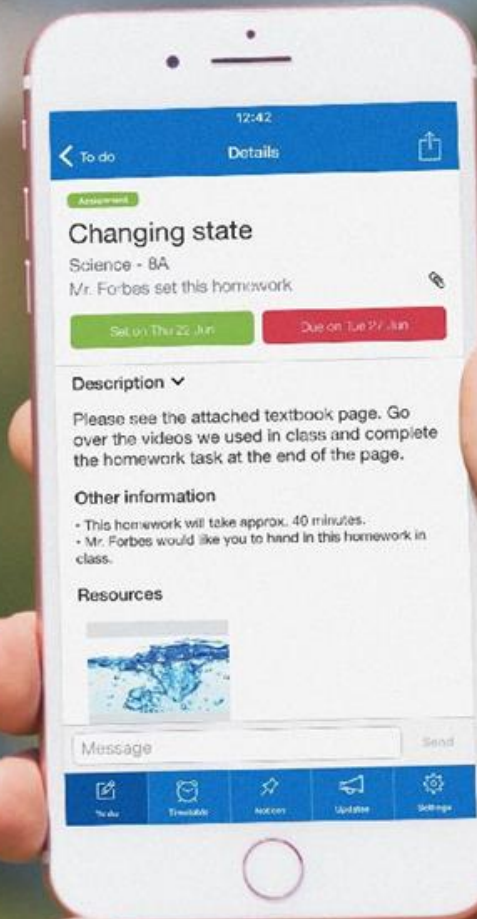 12:42
To do
Details
Assignment
Changing state
Science - 8A
Mr. Forbes set this homework
Set on Thu 22 Jun
Due on Tue 27 Jun
Description
Please see the attached textbook page. Go
over the videos we used in class and complete
the homework task at the end of the page.
Other information
• This homework will take approx. 40 minutes.
• Mr. Forbes would like you to hand in this homework in
class.
Resources
Message
Send
To do
Timetable
Notices
Updates
Settings